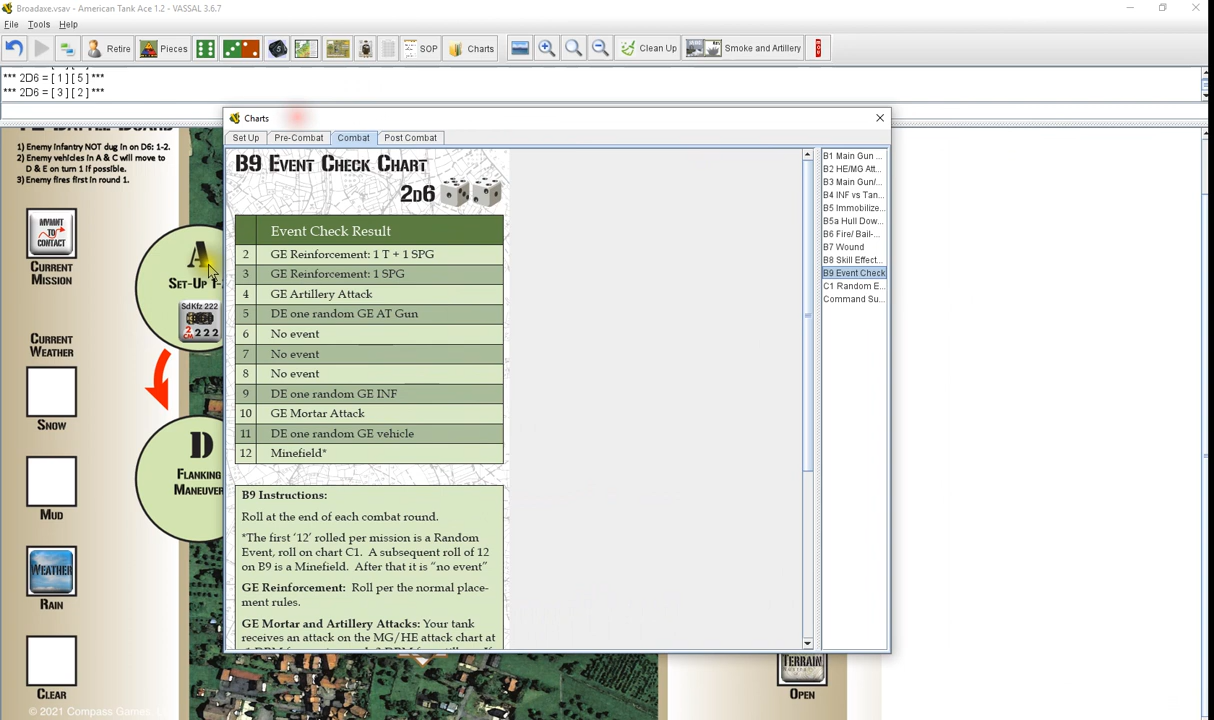 Broadaxe.vsav - American Tank Ace 1.2 - VASSAL 3.6.7
File Tools Help
Retire Pieces SOP Charts Clean Up Smoke and Artillery
*** 2D6 = [ 1 ] [ 5 ] ***
*** 2D6 = [ 3 ] [ 2 ] ***
Charts
Set Up Pre-Combat Combat Post Combat
1) Enemy infantry NOT dug in on D6: 1-2.
2) Enemy vehicles in A & C will move to
D & E on turn 1 if possible.
3) Enemy fires first in round 1.
MVMNT
TO
CONTACT
CURRENT
MISSION
CURRENT
WEATHER
SNOW
MUD
WEATHER
RAIN
CLEAR
© 2021 Compass Games,
A
SET-UP T-
SdKfz 222
2
CM
2 2 2
D
FLANKING
MANEUVER
B9 EVENT CHECK CHART
2D6
Event Check Result
2 GE Reinforcement: 1 T + 1 SPG
3 GE Reinforcement: 1 SPG
4 GE Artillery Attack
5 DE one random GE AT Gun
6 No event
7 No event
8 No event
9 DE one random GE INF
10 GE Mortar Attack
11 DE one random GE vehicle
12 Minefield*
B9 Instructions:
Roll at the end of each combat round.
*The first ‘12’ rolled per mission is a Random
Event, roll on chart C1. A subsequent roll of 12
on B9 is a Minefield. After that it is “no event”
GE Reinforcement: Roll per the normal place-
ment rules.
GE Mortar and Artillery Attacks: Your tank
receives an attack on the MG/HE attack chart at
B1 Main Gun ...
B2 HE/MG Att...
B3 Main Gun/...
B4 INF vs Tan...
B5 Immobilize...
B5a Hull Dow...
B6 Fire/ Bail-...
B7 Wound
B8 Skill Effect...
B9 Event Check
C1 Random E...
Command Su...
TERRAIN
OPEN